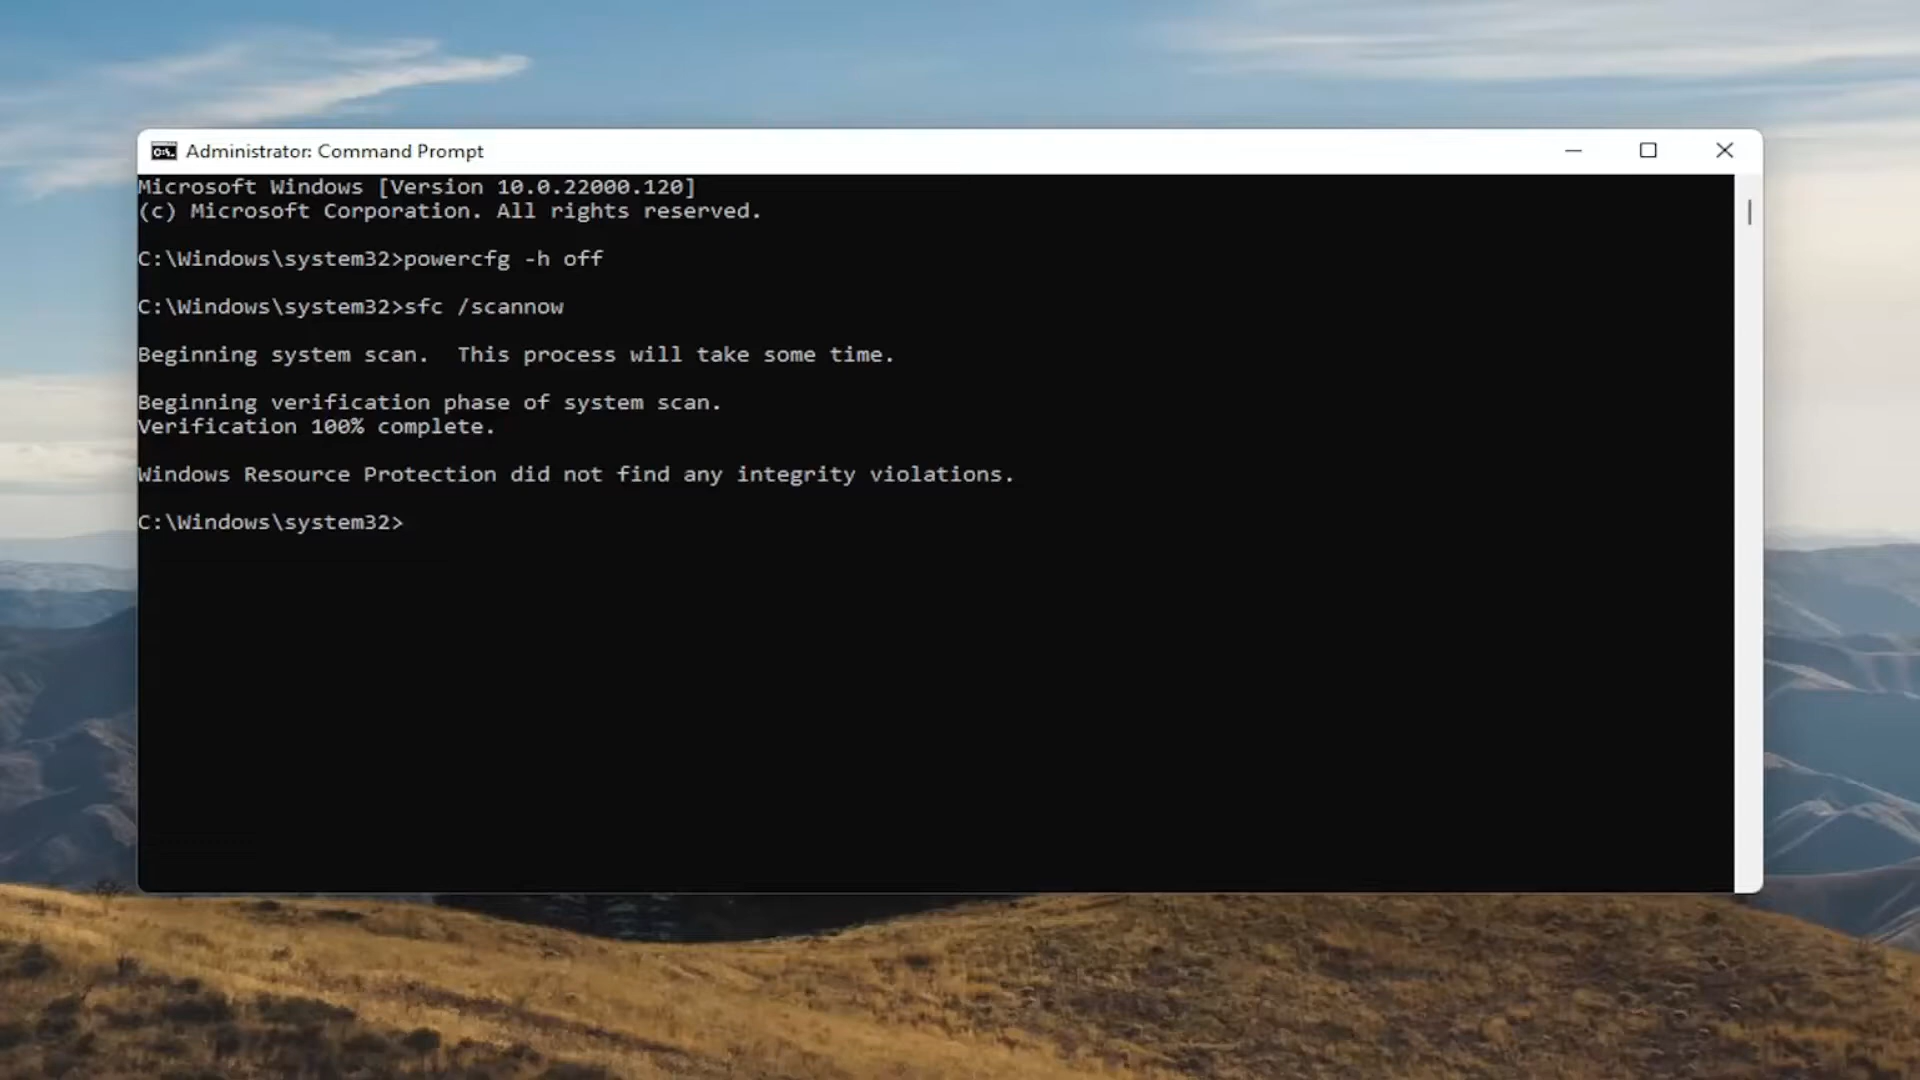 Administrator: Command Prompt
Microsoft Windows [Version 10.0.22000.120]
(c) Microsoft Corporation. All rights reserved.
C:\Windows\system32>powercfg -h off
C:\Windows\system32>sfc /scannow
Beginning system scan.  This process will take some time.
Beginning verification phase of system scan.
Verification 100% complete.
Windows Resource Protection did not find any integrity violations.
C:\Windows\system32>